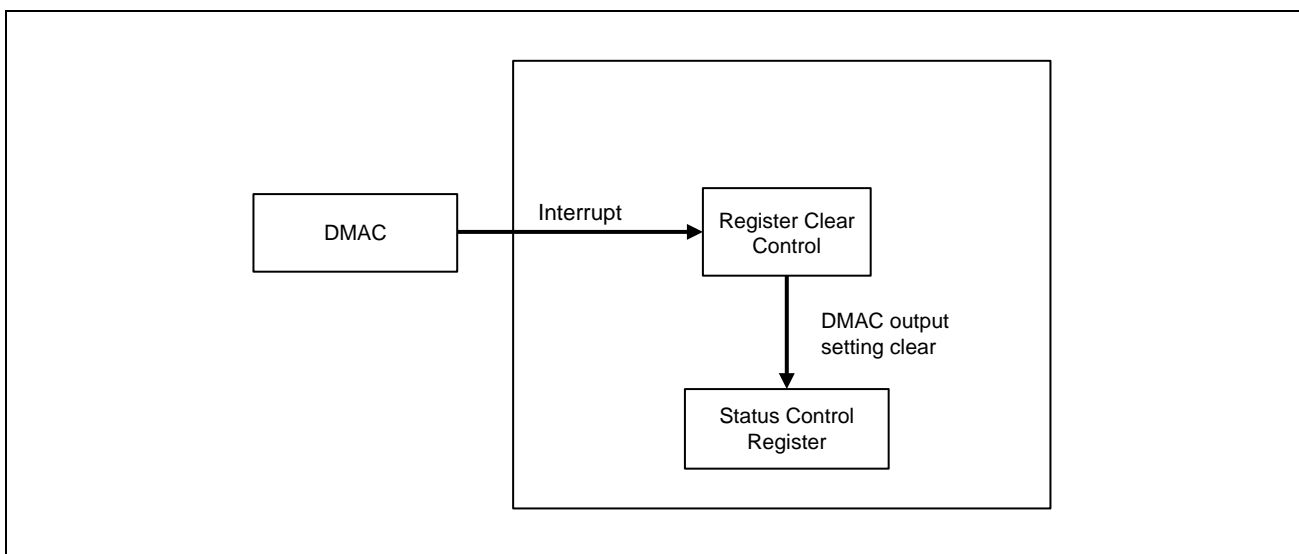 Interrupt
DMAC
Register Clear
Control
DMAC output
setting clear
Status Control
Register